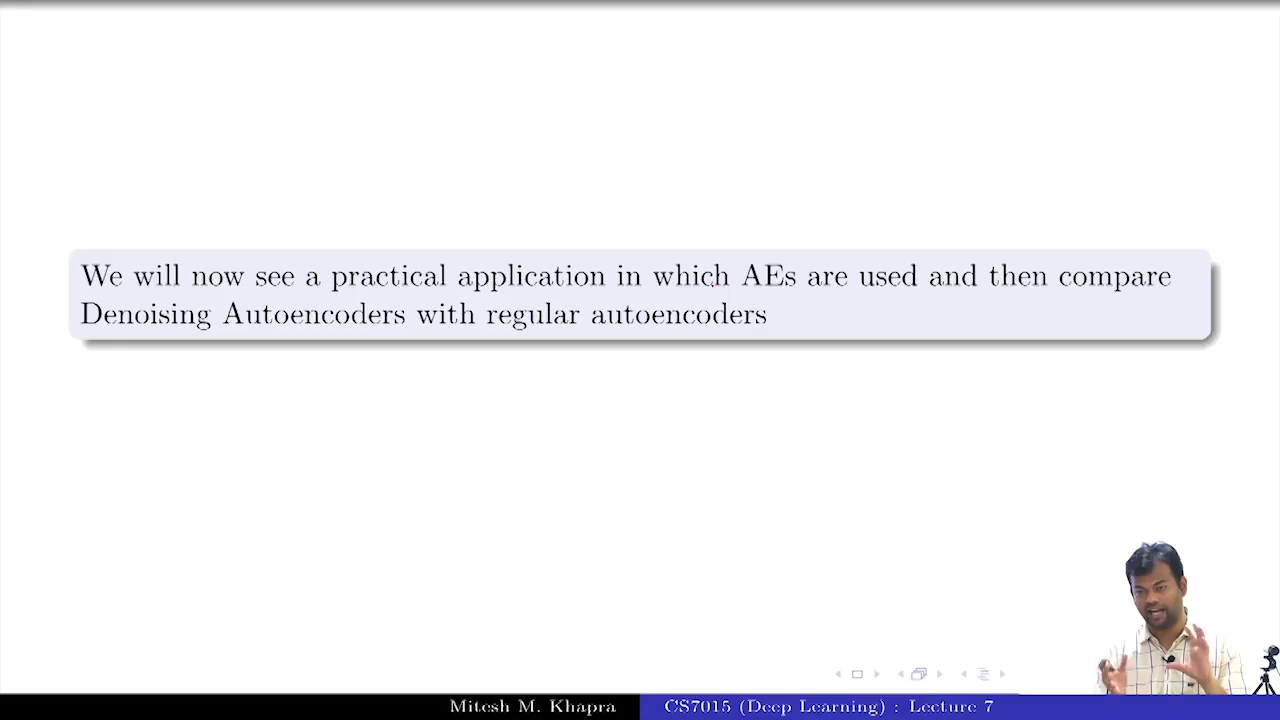 We will now see a practical application in which AEs are used and then compare
Denoising Autoencoders with regular autoencoders
Mitesh M. Khapra CS7015 (Deep Learning) : Lecture 7